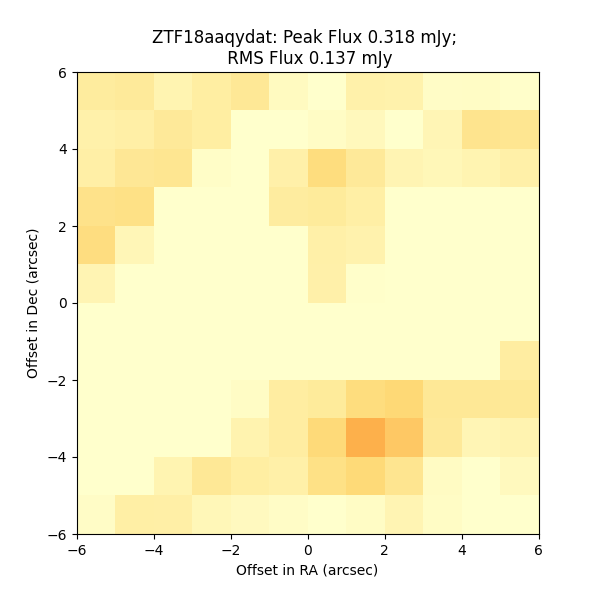 ZTF18aaqydat: Peak Flux 0.318 mJy;
RMS Flux 0.137 mJy
6
4
2
0
−2
−4
−6
Offset in Dec (arcsec)
−6 −4 −2 0 2 4 6
Offset in RA (arcsec)